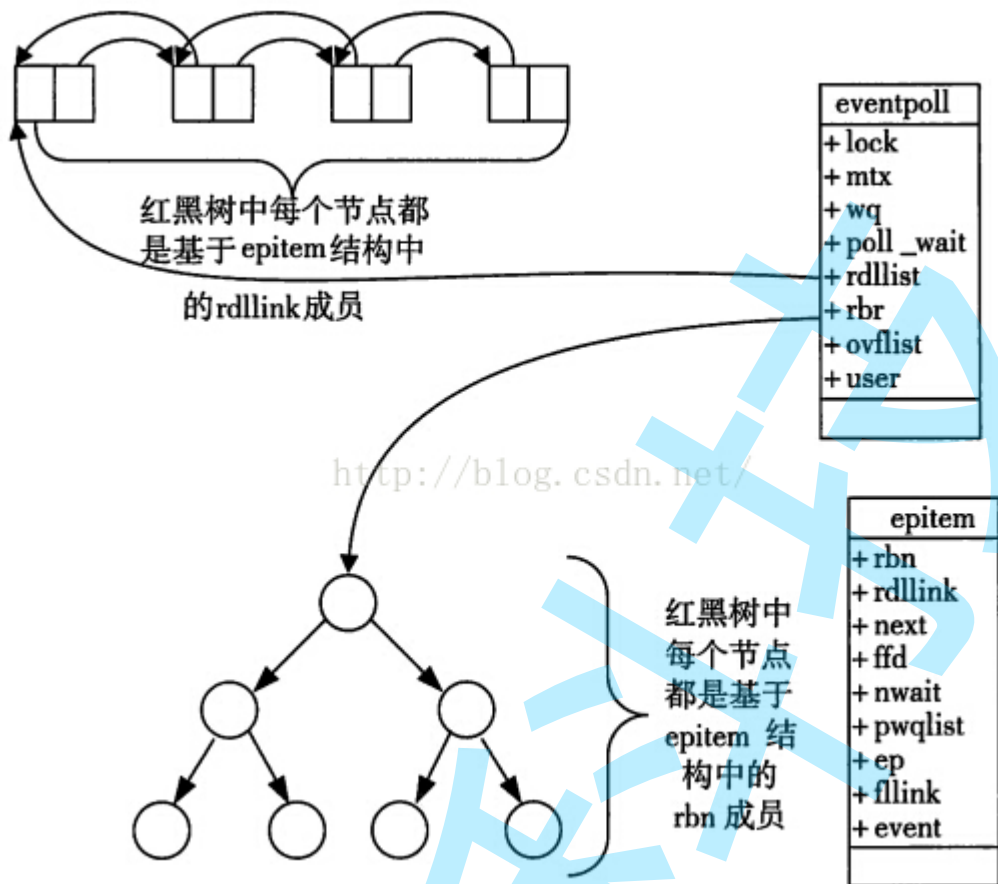 红黑树中每个节点都
是基于epitem结构中
的rdllink成员
eventpoll
+lock
+mtx
+wq
+poll_wait
+rdllist
+rbr
+ovflist
+user
http://blog.csdn.net/
红黑树中
每个节点
都是基于
epitem 结
构中的
rbn 成员
epitem
+rbn
+rdllink
+next
+ffd
+nwait
+pwqlist
+ep
+fllink
+event